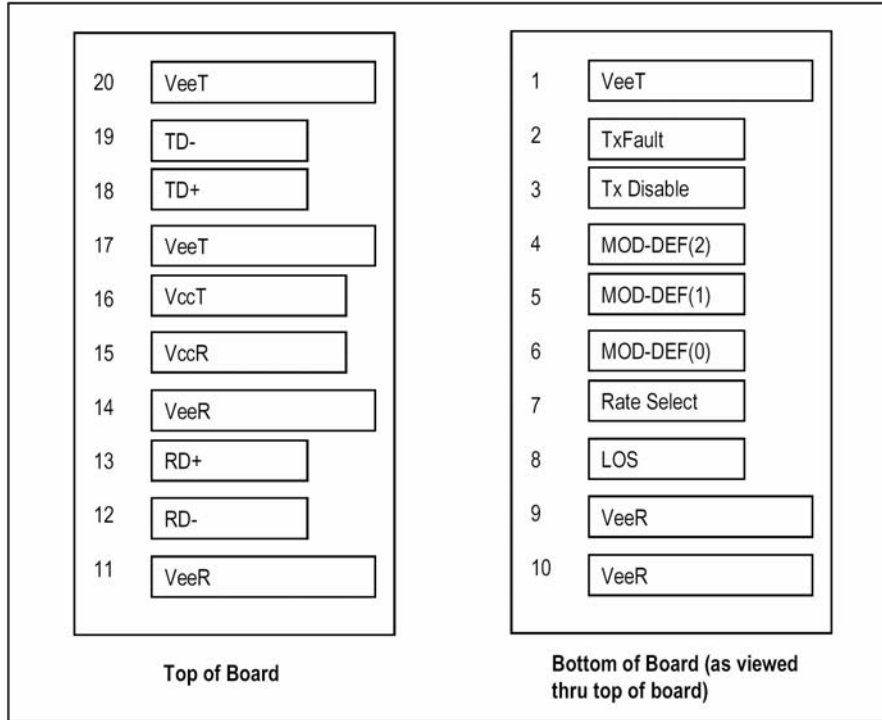 20 VeeT
19 TD-
18 TD+
17 VeeT
16 VccT
15 VccR
14 VeeR
13 RD+
12 RD-
11 VeeR
Top of Board
1 VeeT
2 TxFault
3 Tx Disable
4 MOD-DEF(2)
5 MOD-DEF(1)
6 MOD-DEF(0)
7 Rate Select
8 LOS
9 VeeR
10 VeeR
Bottom of Board (as viewed
thru top of board)